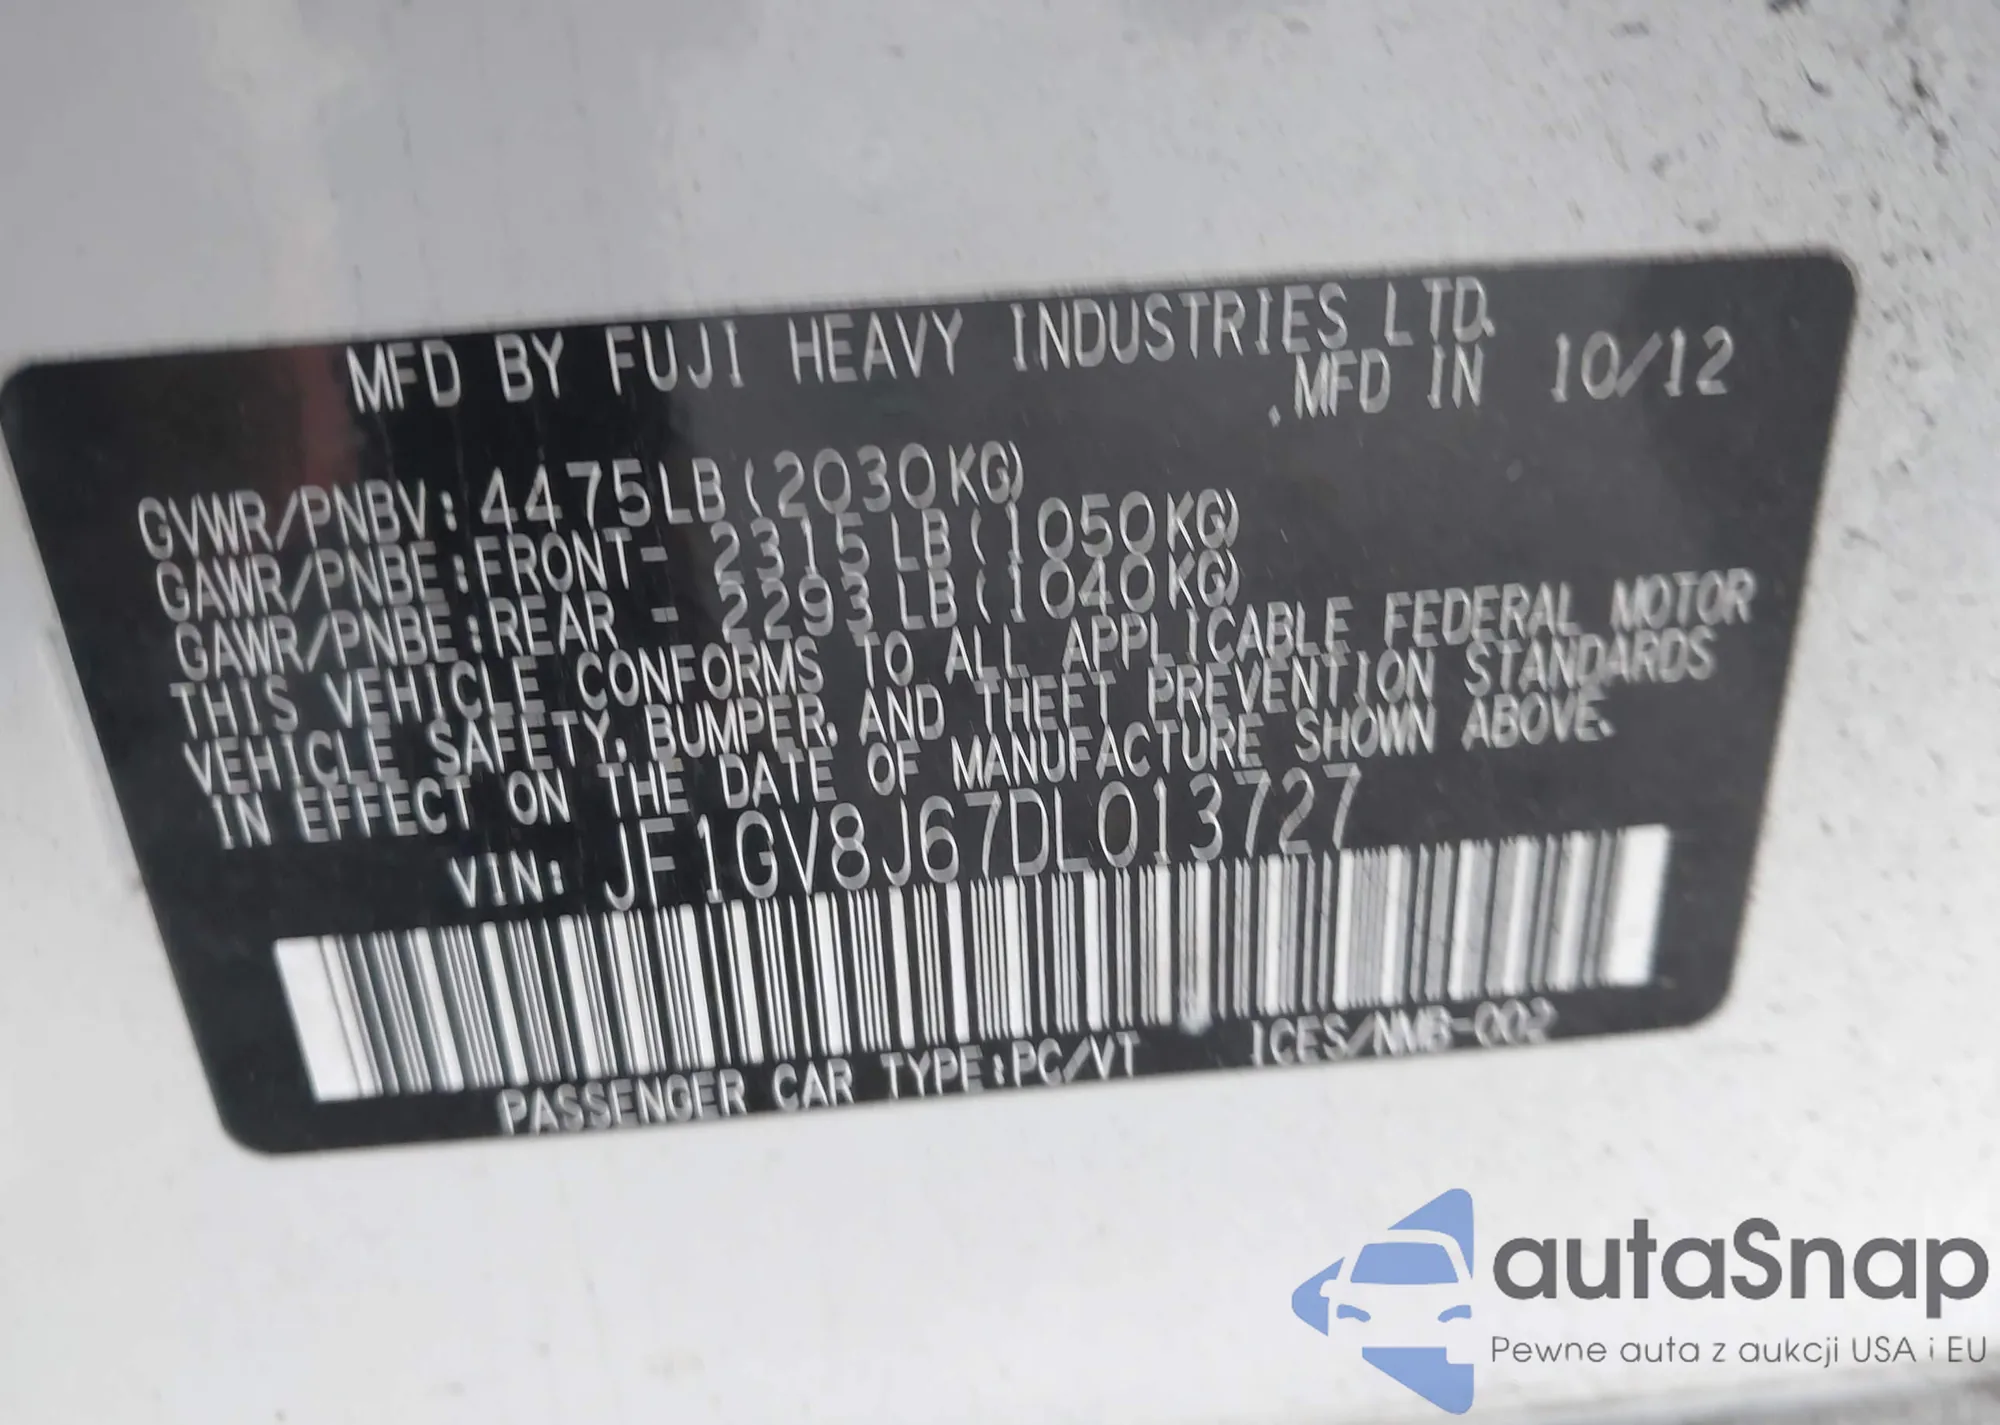 MFD BY FUJI HEAVY INDUSTRIES LTD.
.MFD IN 10/12
GVWR/PNBV:4475LB(2030KG)
GAWR/PNBE:FRONT- 2315LB(1050KG)
GAWR/PNBE:REAR - 2293LB(1040KG)
THIS VEHICLE CONFORMS TO ALL APPLICABLE FEDERAL MOTOR
VEHICLE SAFETY, BUMPER, AND THEFT PREVENTION STANDARDS
IN EFFECT ON THE DATE OF MANUFACTURE SHOWN ABOVE.
VIN: JF1GV8J67DL013727
PASSENGER CAR TYPE:PC/VT ICES/NMB-002
autaSnap
Pewne auta z aukcji USA i EU